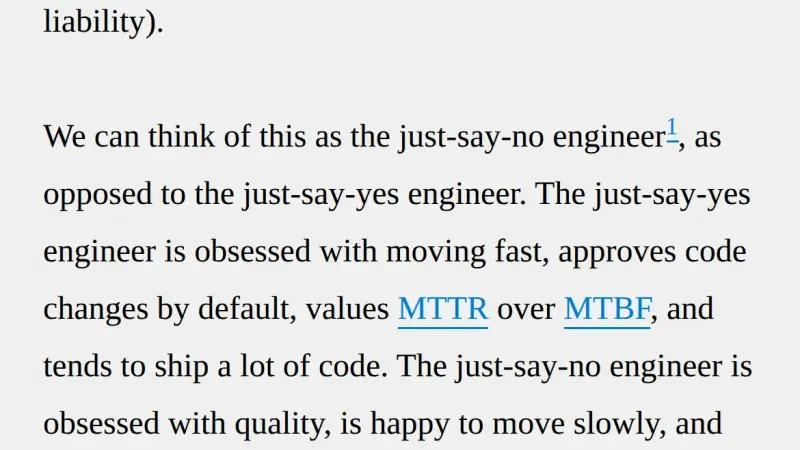 liability).
We can think of this as the just-say-no engineer1, as
opposed to the just-say-yes engineer. The just-say-yes
engineer is obsessed with moving fast, approves code
changes by default, values MTTR over MTBF, and
tends to ship a lot of code. The just-say-no engineer is
obsessed with quality, is happy to move slowly, and